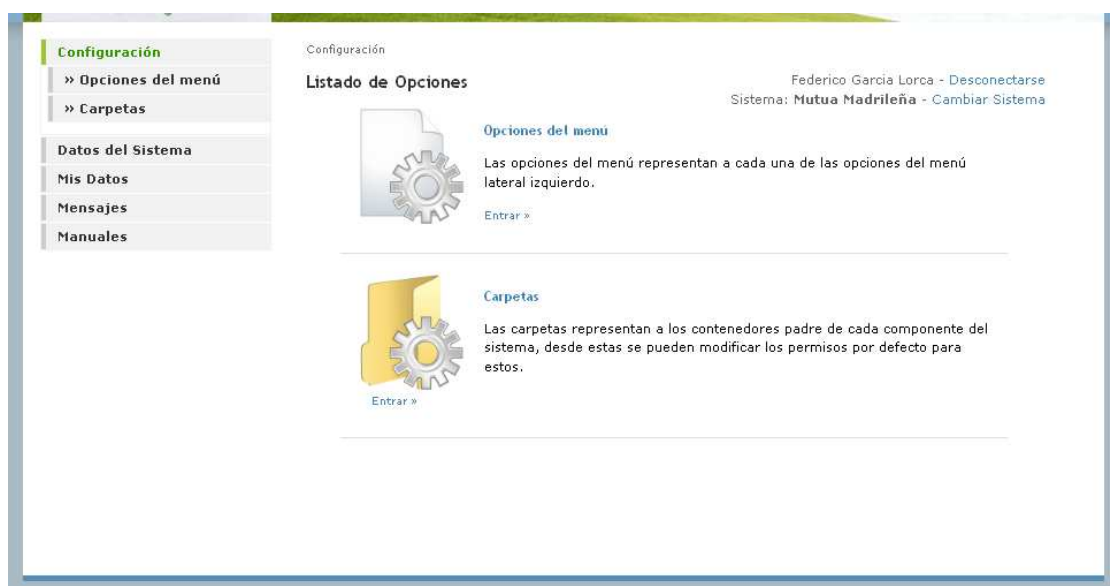 Configuración
» Opciones del menú
» Carpetas
Datos del Sistema
Mis Datos
Mensajes
Manuales
Configuración
Listado de Opciones
Federico Garcia Lorca - Desconectarse
Sistema: Mutua Madrileña - Cambiar Sistema
Opciones del menú
Las opciones del menú representan a cada una de las opciones del menú
lateral izquierdo.
Entrar »
Carpetas
Las carpetas representan a los contenedores padre de cada componente del
sistema, desde estas se pueden modificar los permisos por defecto para
estos.
Entrar »